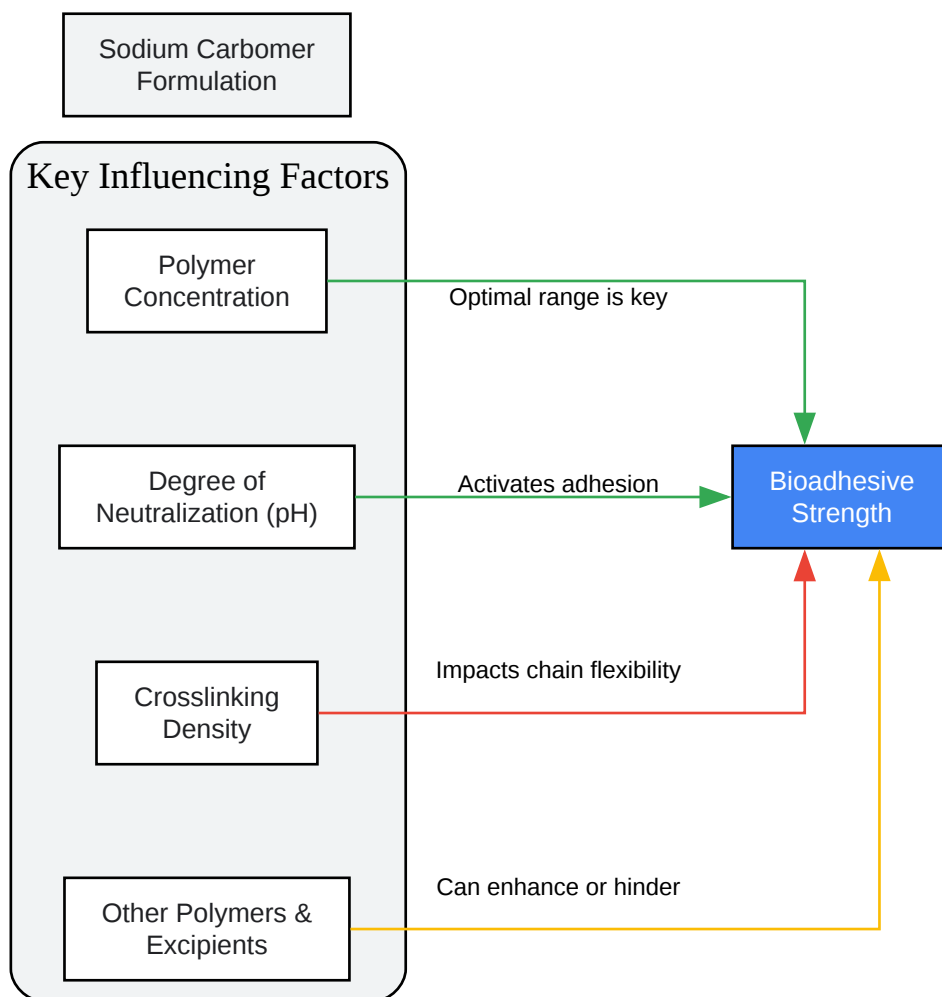 Sodium Carbomer
Formulation
Key Influencing Factors
Polymer
Concentration
Optimal range is key
Degree of
Neutralization (pH)
Activates adhesion
Bioadhesive
Strength
Crosslinking
Density
Impacts chain flexibility
Other Polymers &
Excipients
Can enhance or hinder